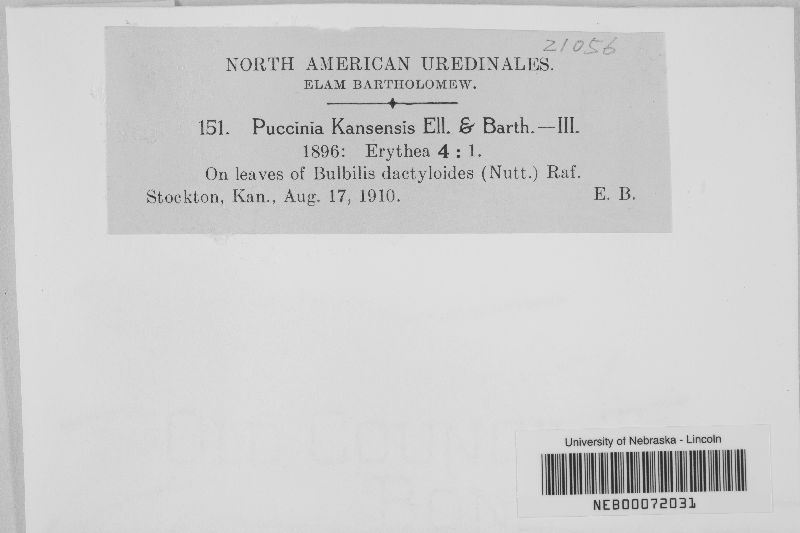 21056
NORTH AMERICAN UREDINALES.
ELAM BARTHOLOMEW.
151. Puccinia Kansensis Ell. & Barth.—III.
1896: Erythea 4 : 1.
On leaves of Bulbilis dactyloides (Nutt.) Raf.
Stockton, Kan., Aug. 17, 1910. E. B.
University of Nebraska - Lincoln
NEB00072031